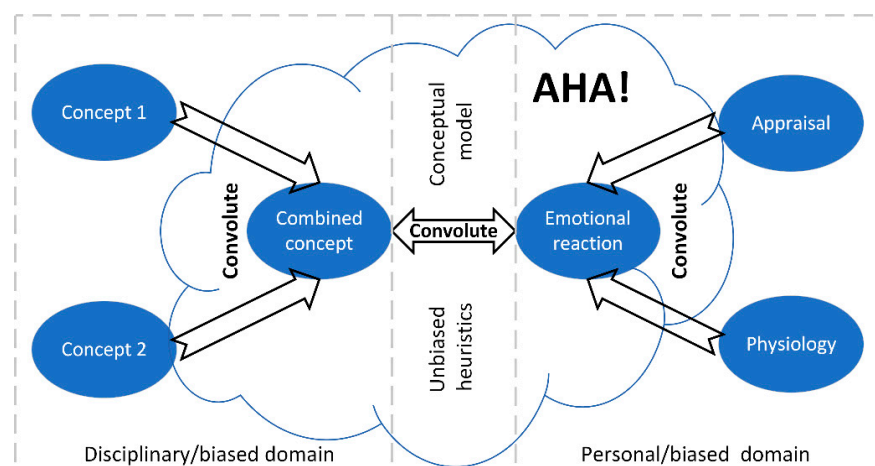 AHA!
Concept 1
Conceptual
model
Appraisal
Convolute
Combined
concept
Convolute
Emotional
reaction
Convolute
Concept 2
Unbiased
heuristics
Physiology
Disciplinary/biased domain
Personal/biased  domain